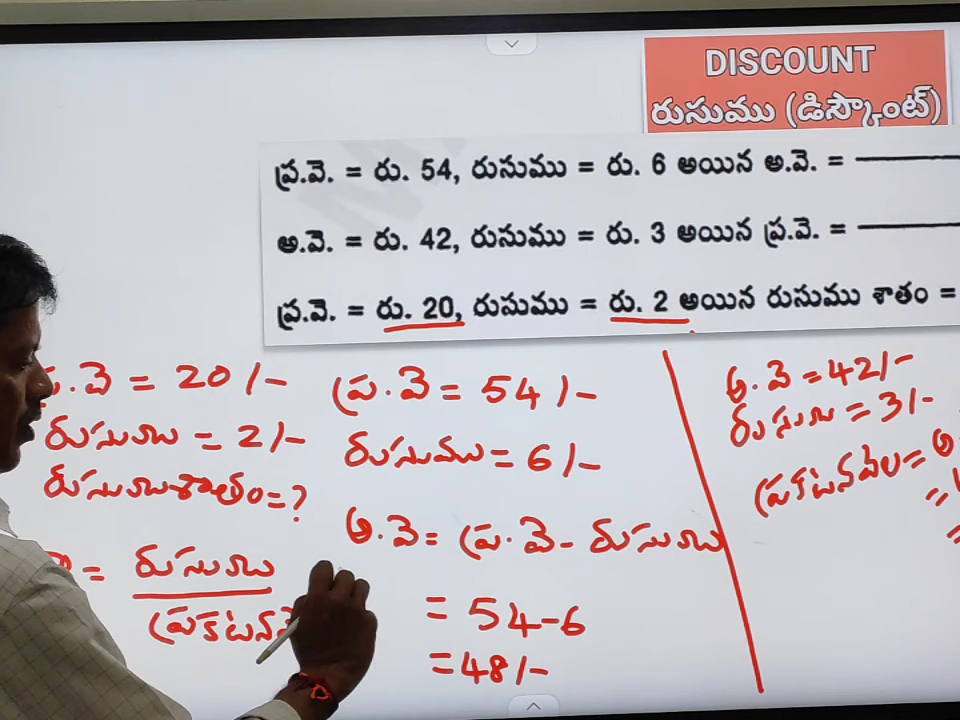 DISCOUNT
రుసుము (డిస్కౌంట్)
ప్ర.వె. = రు. 54, రుసుము = రు. 6 అయిన అ.వె. =
అ.వె. = రు. 42, రుసుము = రు. 3 అయిన ప్ర.వె. =
ప్ర.వె. = రు. 20, రుసుము = రు. 2 అయిన రుసుము శాతం =
.వె = 20/-
రుసుము = 2/-
రుసుముశాతం=?
= రుసుము
ప్రకటన
ప్ర.వె = 54/-
రుసుము = 6/-
అ.వె = ప్ర.వె - రుసుము
= 54-6
=48/-
అ.వె =42/-
రుసుము = 3/-
ప్రకటనవెల= అ
=
=